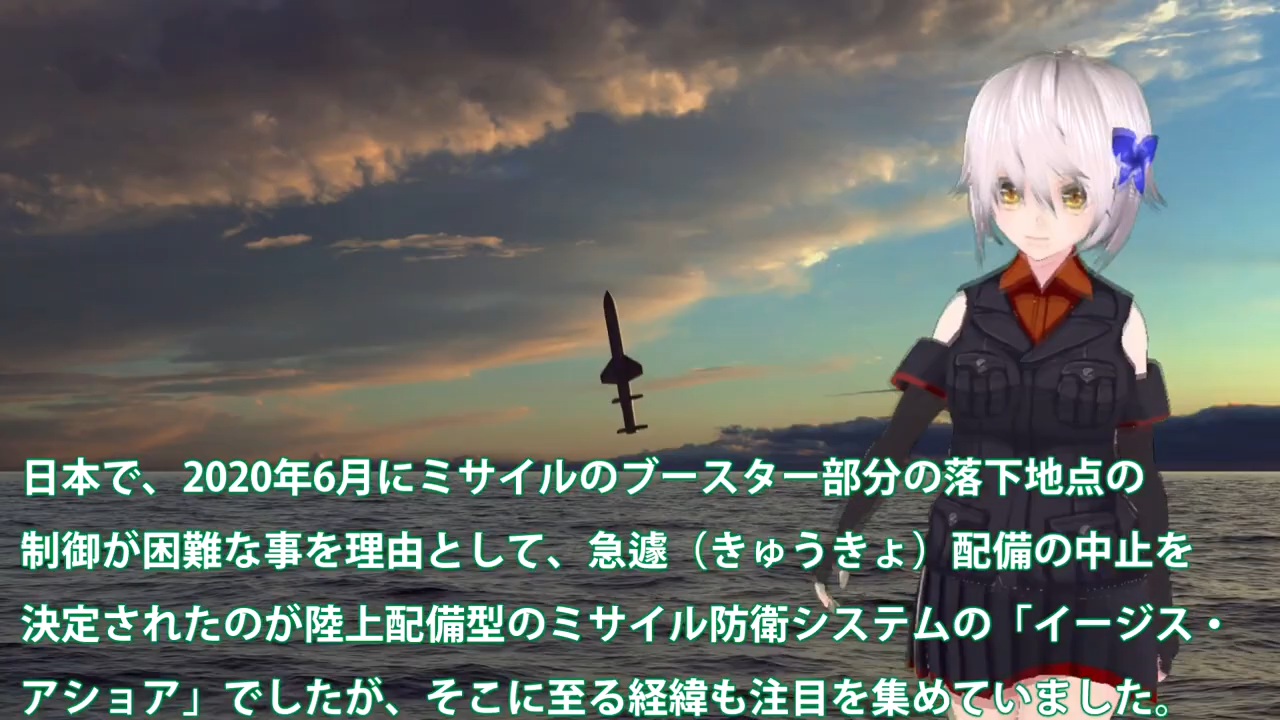 日本で、2020年6月にミサイルのブースター部分の落下地点の
制御が困難な事を理由として、急遽（きゅうきょ）配備の中止を
決定されたのが陸上配備型のミサイル防衛システムの「イージス・
アショア」でしたが、そこに至る経緯も注目を集めていました。